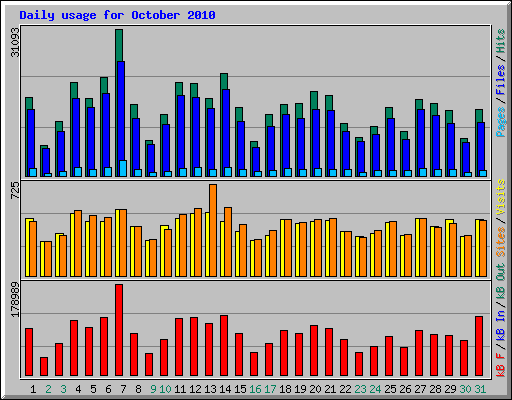 Daily usage for October 2010
31093
Pages / Files / Hits
725
Sites / Visits
178989
kB F / kB In / kB Out
1 2 3 4 5 6 7 8 9 10 11 12 13 14 15 16 17 18 19 20 21 22 23 24 25 26 27 28 29 30 31